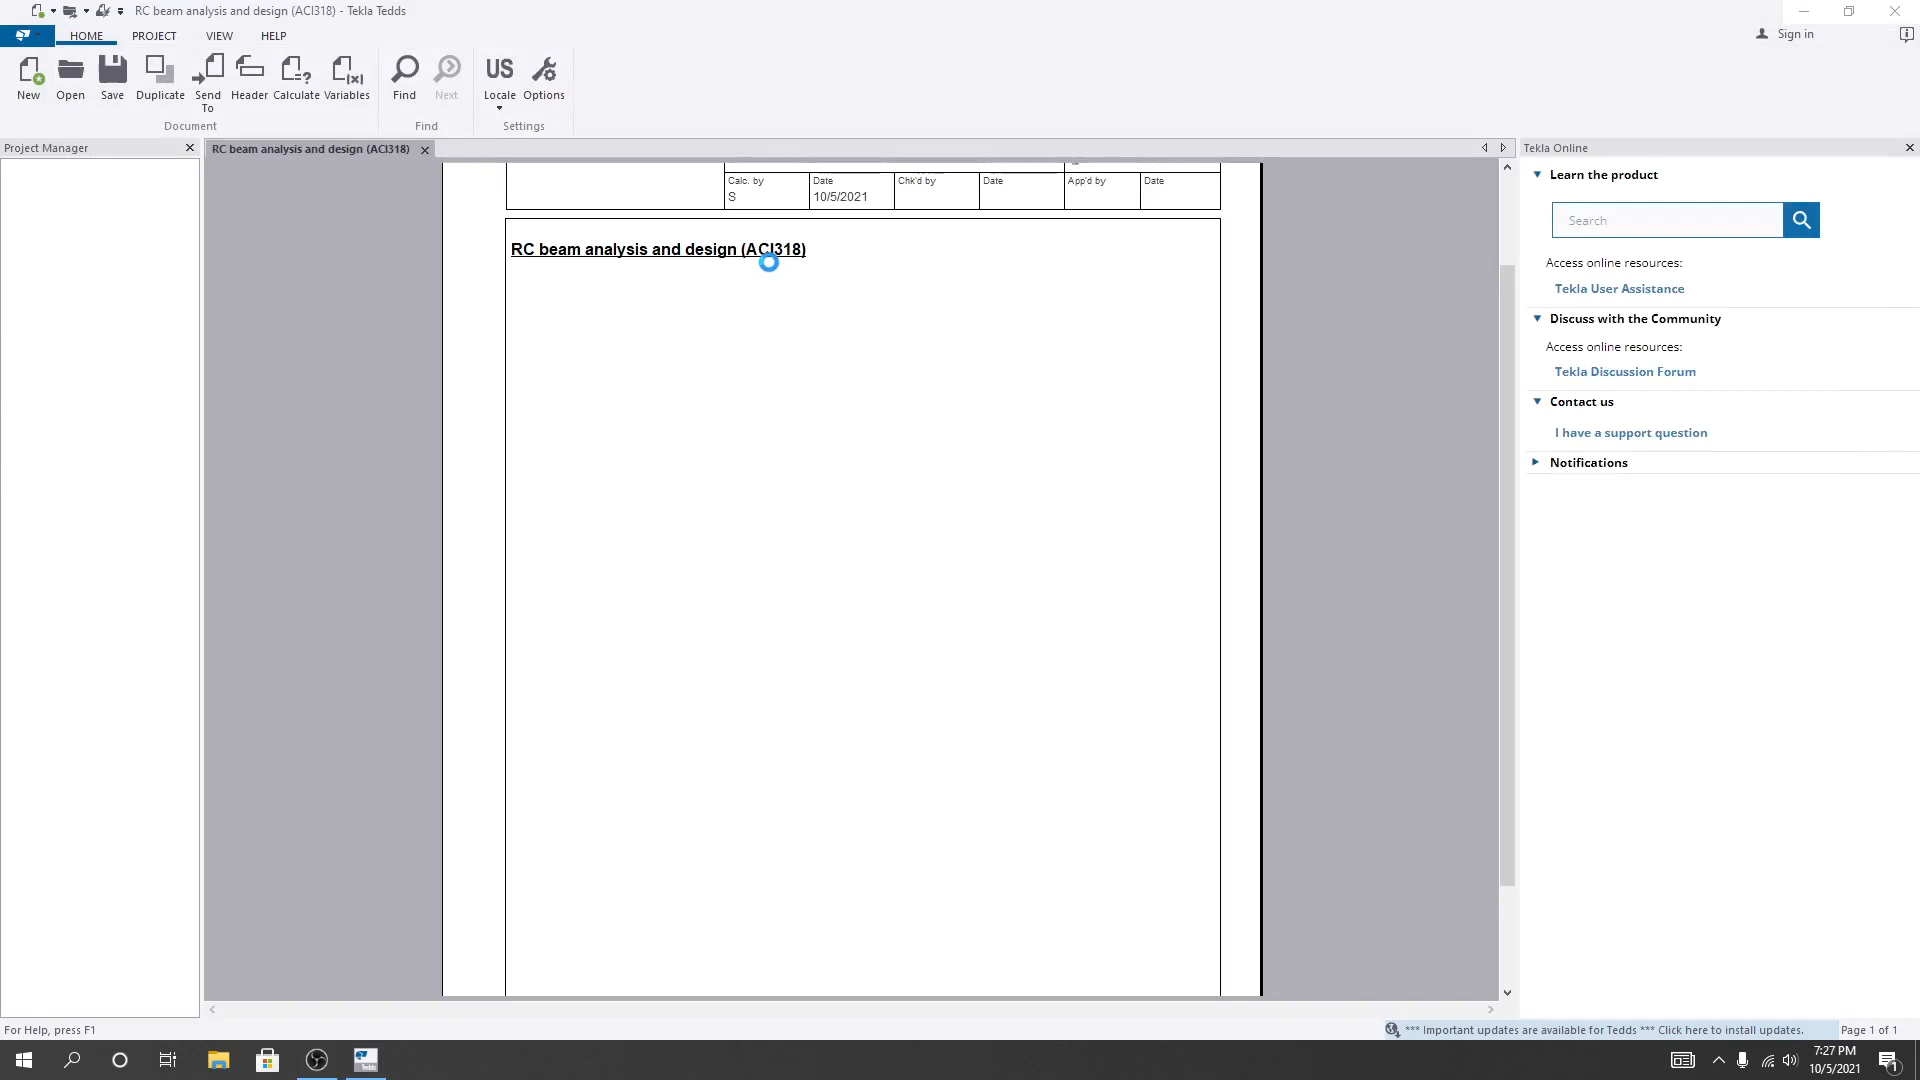 RC beam analysis and design (ACI318) - Tekla Tedds
HOME PROJECT VIEW HELP
Sign in
New Open Save Duplicate Send To Header Calculate Variables Find Next US Locale Options
Document Find Settings
Project Manager
RC beam analysis and design (ACI318)
Calc. by Date Chk'd by Date App'd by Date
S 10/5/2021
RC beam analysis and design (ACI318)
Tekla Online
Learn the product
Search
Access online resources:
Tekla User Assistance
Discuss with the Community
Access online resources:
Tekla Discussion Forum
Contact us
I have a support question
Notifications
For Help, press F1
*** Important updates are available for Tedds *** Click here to install updates.
Page 1 of 1
Tedds
7:27 PM
10/5/2021
1